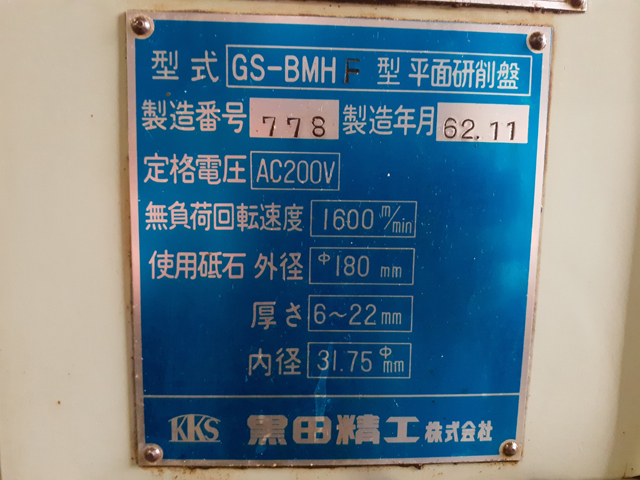 型式 GS-BMHF 型 平面研削盤
製造番号 778 製造年月 62.11
定格電圧 AC200V
無負荷回転速度 1600 m/min
使用砥石 外径 φ180 mm
厚さ 6~22mm
内径 31.75 φmm
KKS 黒田精工株式会社